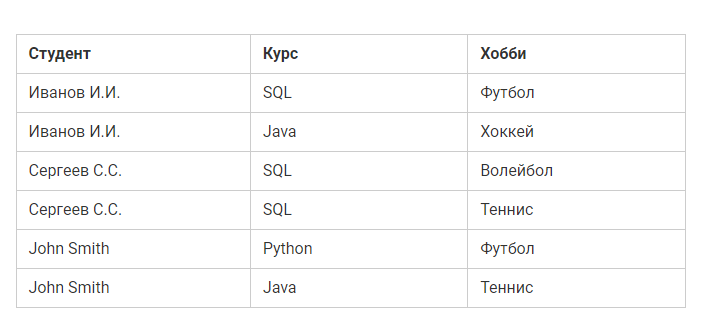 Студент Курс Хобби
Иванов И.И. SQL Футбол
Иванов И.И. Java Хоккей
Сергеев С.С. SQL Волейбол
Сергеев С.С. SQL Теннис
John Smith Python Футбол
John Smith Java Теннис